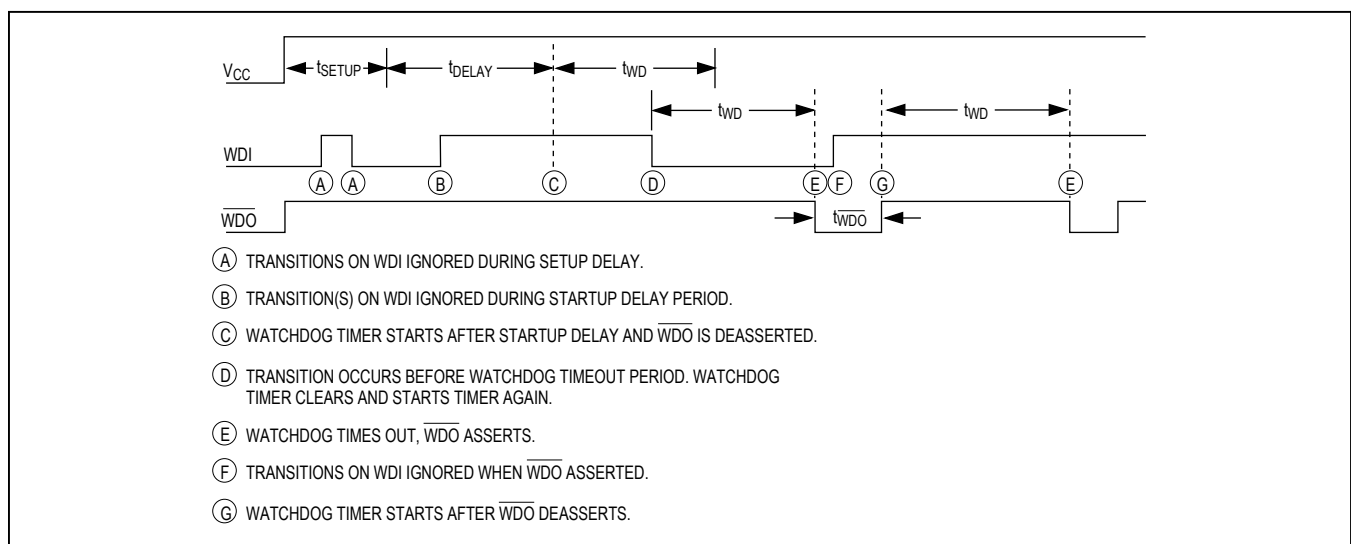 VCC
tSETUP
tDELAY
tWD
tWD
tWD
WDI
A A B C D E F G E
WDO
tWDO
A TRANSITIONS ON WDI IGNORED DURING SETUP DELAY.
B TRANSITION(S) ON WDI IGNORED DURING STARTUP DELAY PERIOD.
C WATCHDOG TIMER STARTS AFTER STARTUP DELAY AND WDO IS DEASSERTED.
D TRANSITION OCCURS BEFORE WATCHDOG TIMEOUT PERIOD. WATCHDOG
TIMER CLEARS AND STARTS TIMER AGAIN.
E WATCHDOG TIMES OUT, WDO ASSERTS.
F TRANSITIONS ON WDI IGNORED WHEN WDO ASSERTED.
G WATCHDOG TIMER STARTS AFTER WDO DEASSERTS.